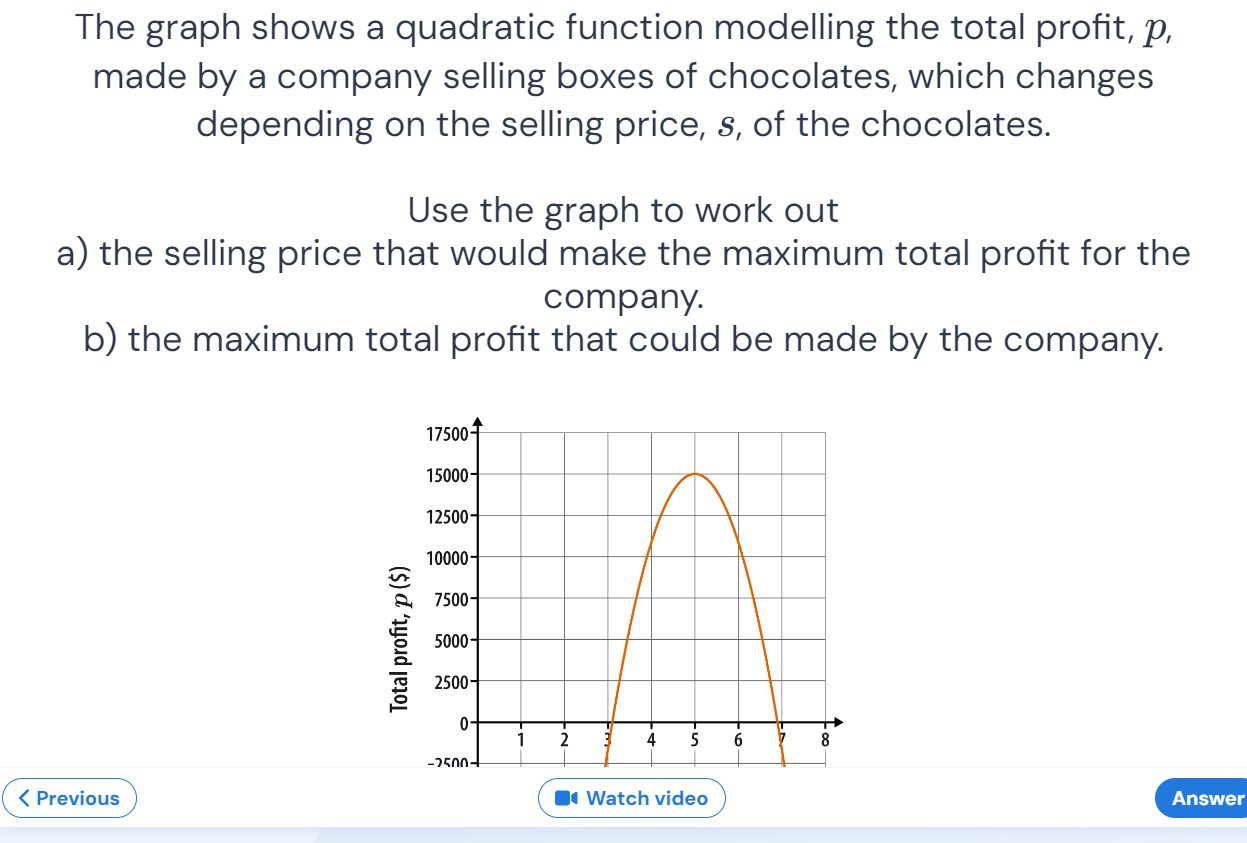 The graph shows a quadratic function modelling the total profit, p,
made by a company selling boxes of chocolates, which changes
depending on the selling price, s, of the chocolates.
Use the graph to work out
a) the selling price that would make the maximum total profit for the
company.
b) the maximum total profit that could be made by the company.
17500
15000
12500
10000
7500
5000
2500
0
-2500
Total profit, p ($)
1 2 3 4 5 6 7 8
Previous
Watch video
Answer